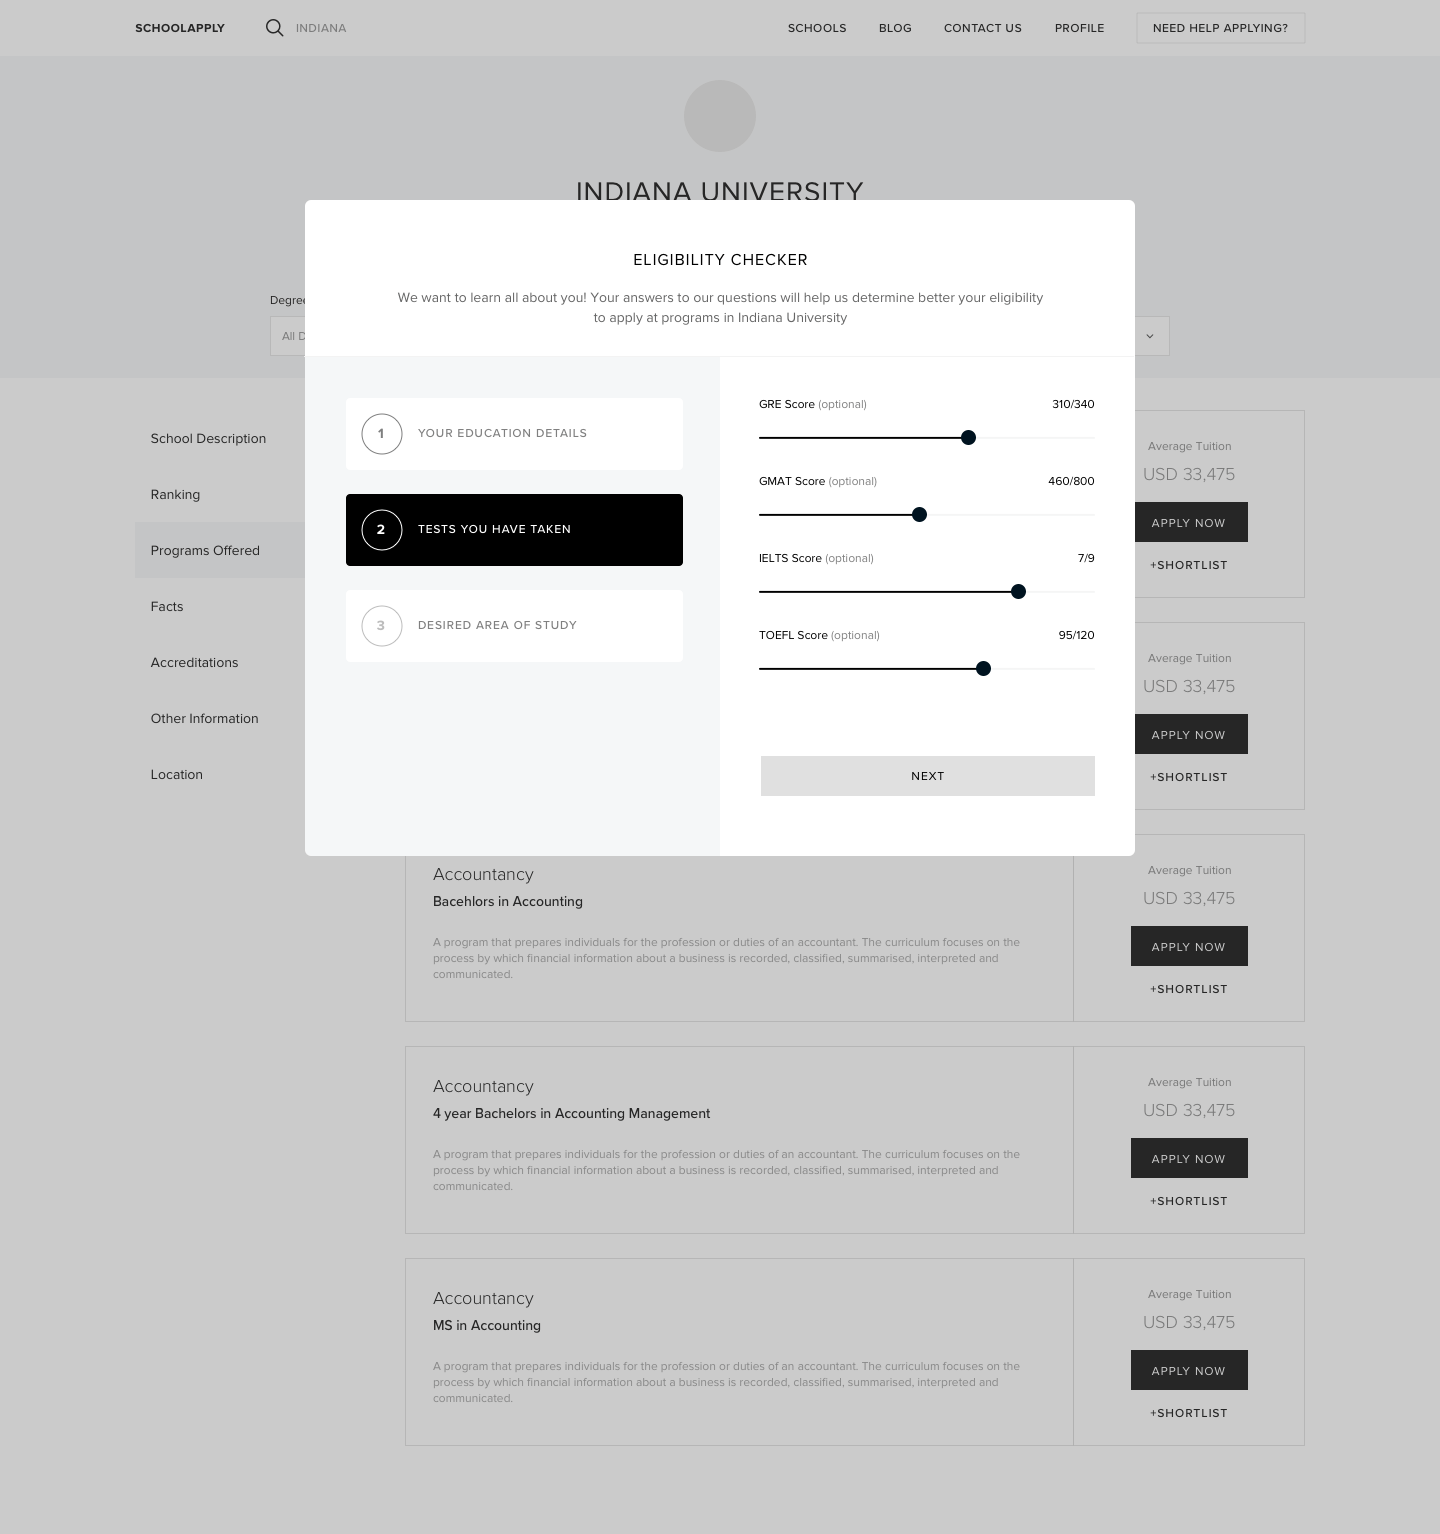 SCHOOLAPPLY
INDIANA
SCHOOLS
BLOG
CONTACT US
PROFILE
NEED HELP APPLYING?
INDIANA UNIVERSITY
Degree
All D
ELIGIBILITY CHECKER
We want to learn all about you! Your answers to our questions will help us determine better your eligibility
to apply at programs in Indiana University
1
YOUR EDUCATION DETAILS
2
TESTS YOU HAVE TAKEN
3
DESIRED AREA OF STUDY
GRE Score (optional)
310/340
GMAT Score (optional)
460/800
IELTS Score (optional)
7/9
TOEFL Score (optional)
95/120
NEXT
School Description
Ranking
Programs Offered
Facts
Accreditations
Other Information
Location
Average Tuition
USD 33,475
APPLY NOW
+SHORTLIST
Average Tuition
USD 33,475
APPLY NOW
+SHORTLIST
Accountancy
Bacehlors in Accounting
A program that prepares individuals for the profession or duties of an accountant. The curriculum focuses on the
process by which financial information about a business is recorded, classified, summarised, interpreted and
communicated.
Average Tuition
USD 33,475
APPLY NOW
+SHORTLIST
Accountancy
4 year Bachelors in Accounting Management
A program that prepares individuals for the profession or duties of an accountant. The curriculum focuses on the
process by which financial information about a business is recorded, classified, summarised, interpreted and
communicated.
Average Tuition
USD 33,475
APPLY NOW
+SHORTLIST
Accountancy
MS in Accounting
A program that prepares individuals for the profession or duties of an accountant. The curriculum focuses on the
process by which financial information about a business is recorded, classified, summarised, interpreted and
communicated.
Average Tuition
USD 33,475
APPLY NOW
+SHORTLIST